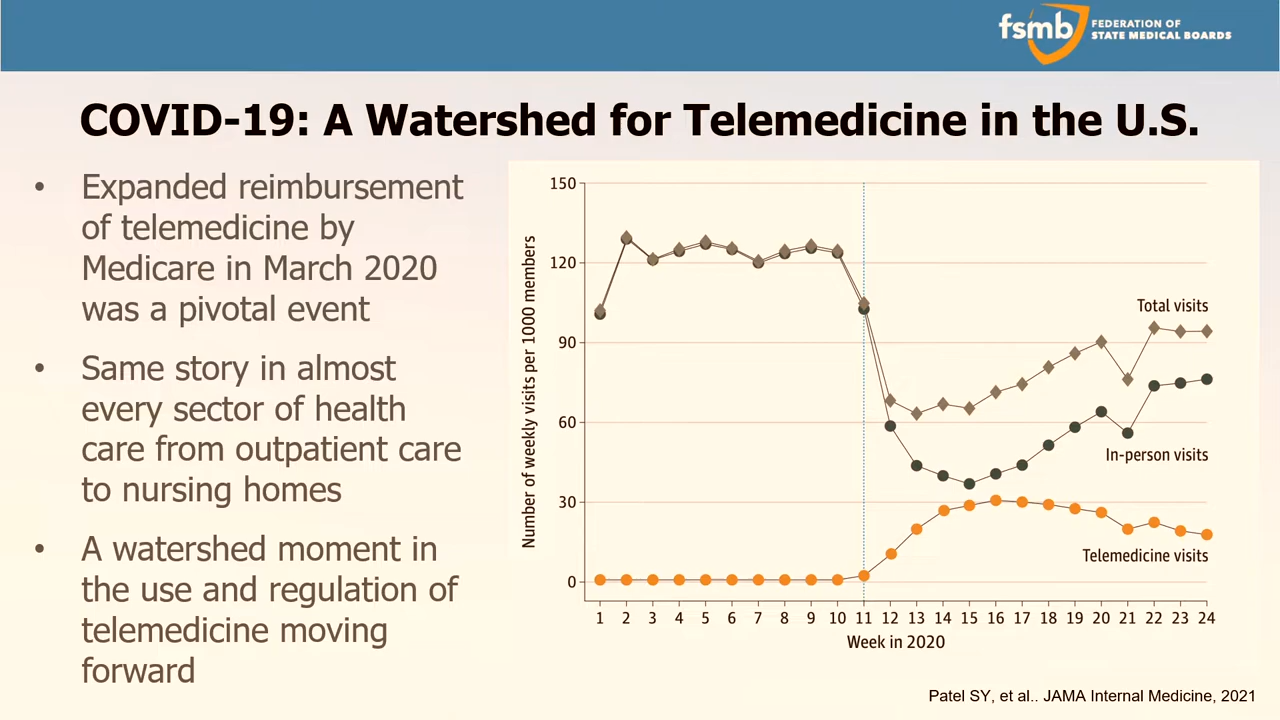 fsmb
FEDERATION OF
STATE MEDICAL BOARDS
COVID-19: A Watershed for Telemedicine in the U.S.
• Expanded reimbursement
of telemedicine by
Medicare in March 2020
was a pivotal event
• Same story in almost
every sector of health
care from outpatient care
to nursing homes
• A watershed moment in
the use and regulation of
telemedicine moving
forward
Number of weekly visits per 1000 members
150
120
90
60
30
0
Total visits
In-person visits
Telemedicine visits
1 2 3 4 5 6 7 8 9 10 11 12 13 14 15 16 17 18 19 20 21 22 23 24
Week in 2020
Patel SY, et al.. JAMA Internal Medicine, 2021